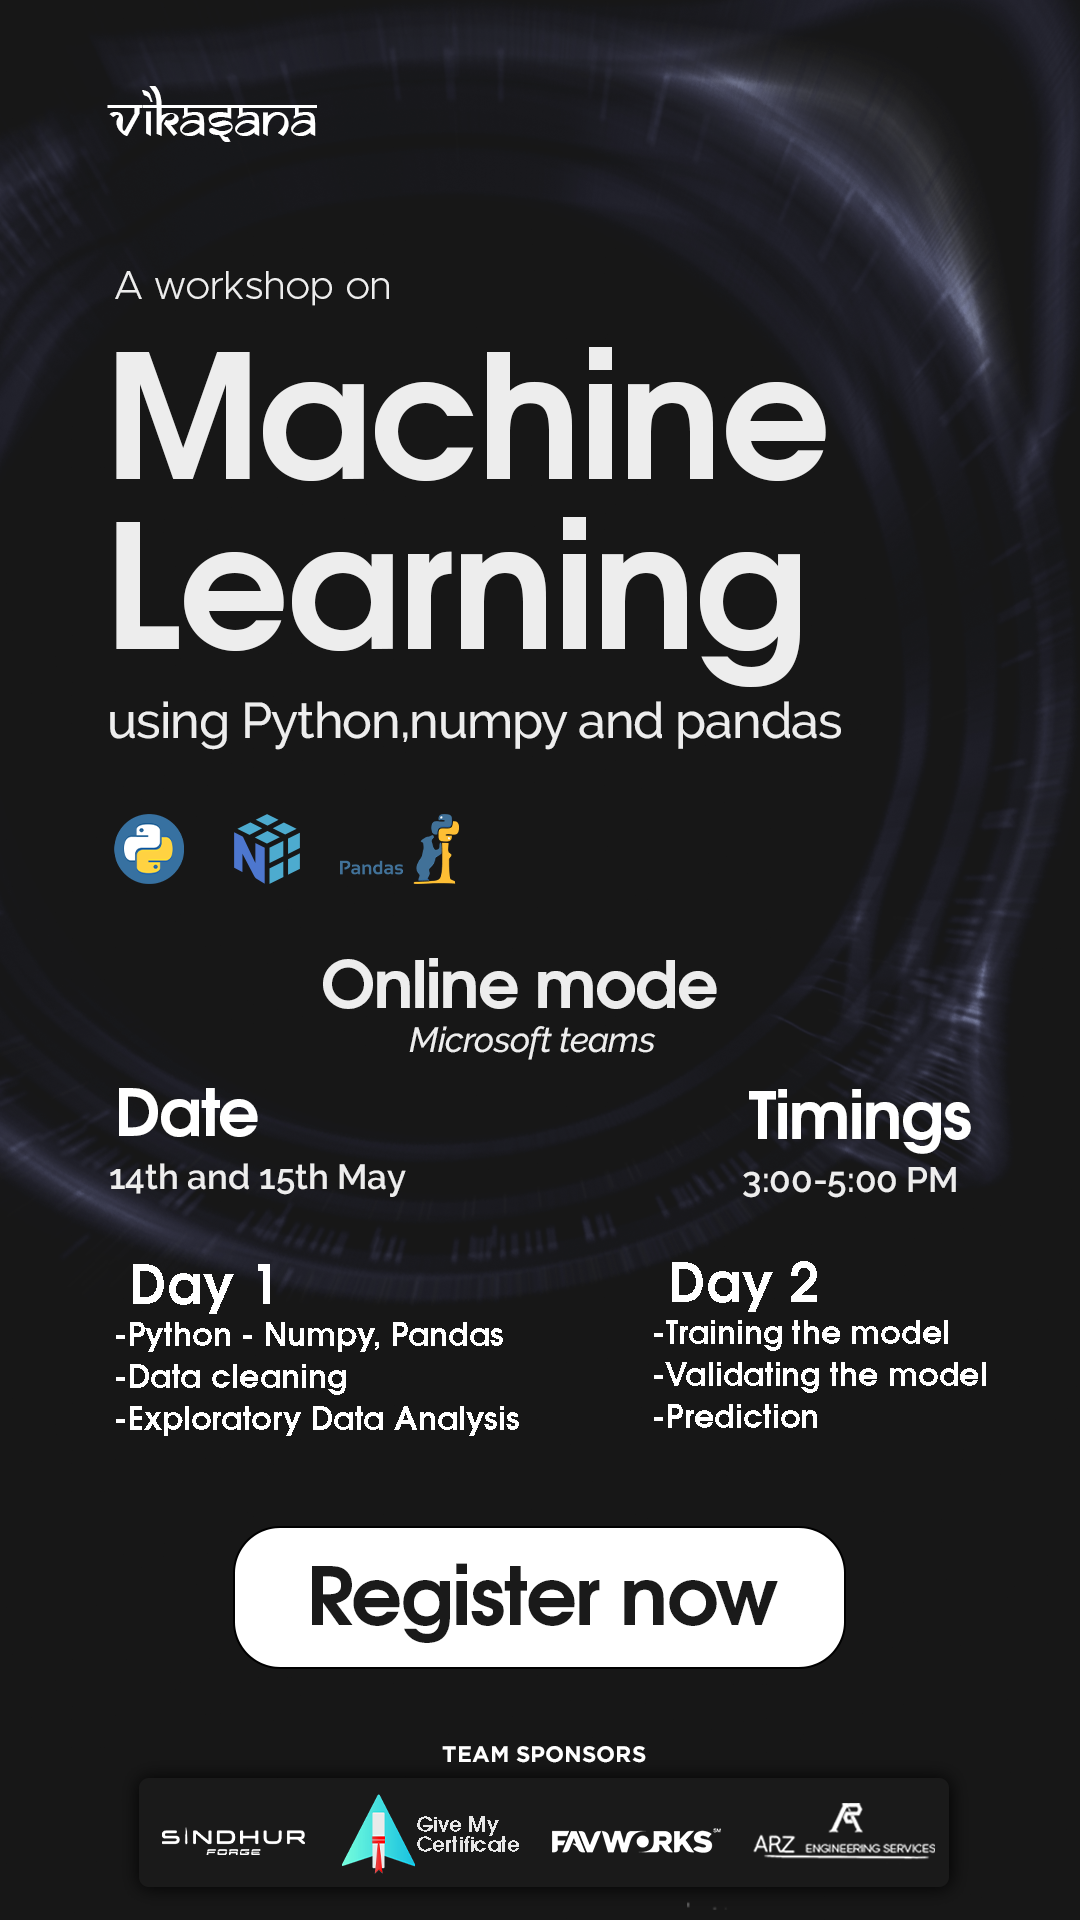 vikasana
A workshop on
Machine
Learning
using Python,numpy and pandas
Pandas
Online mode
Microsoft teams
Date
14th and 15th May
Timings
3:00-5:00 PM
Day 1
-Python - Numpy, Pandas
-Data cleaning
-Exploratory Data Analysis
Day 2
-Training the model
-Validating the model
-Prediction
Register now
TEAM SPONSORS
SINDHUR
FORGE
Give My
Certificate
FAVWORKS℠
ARZ ENGINEERING SERVICES